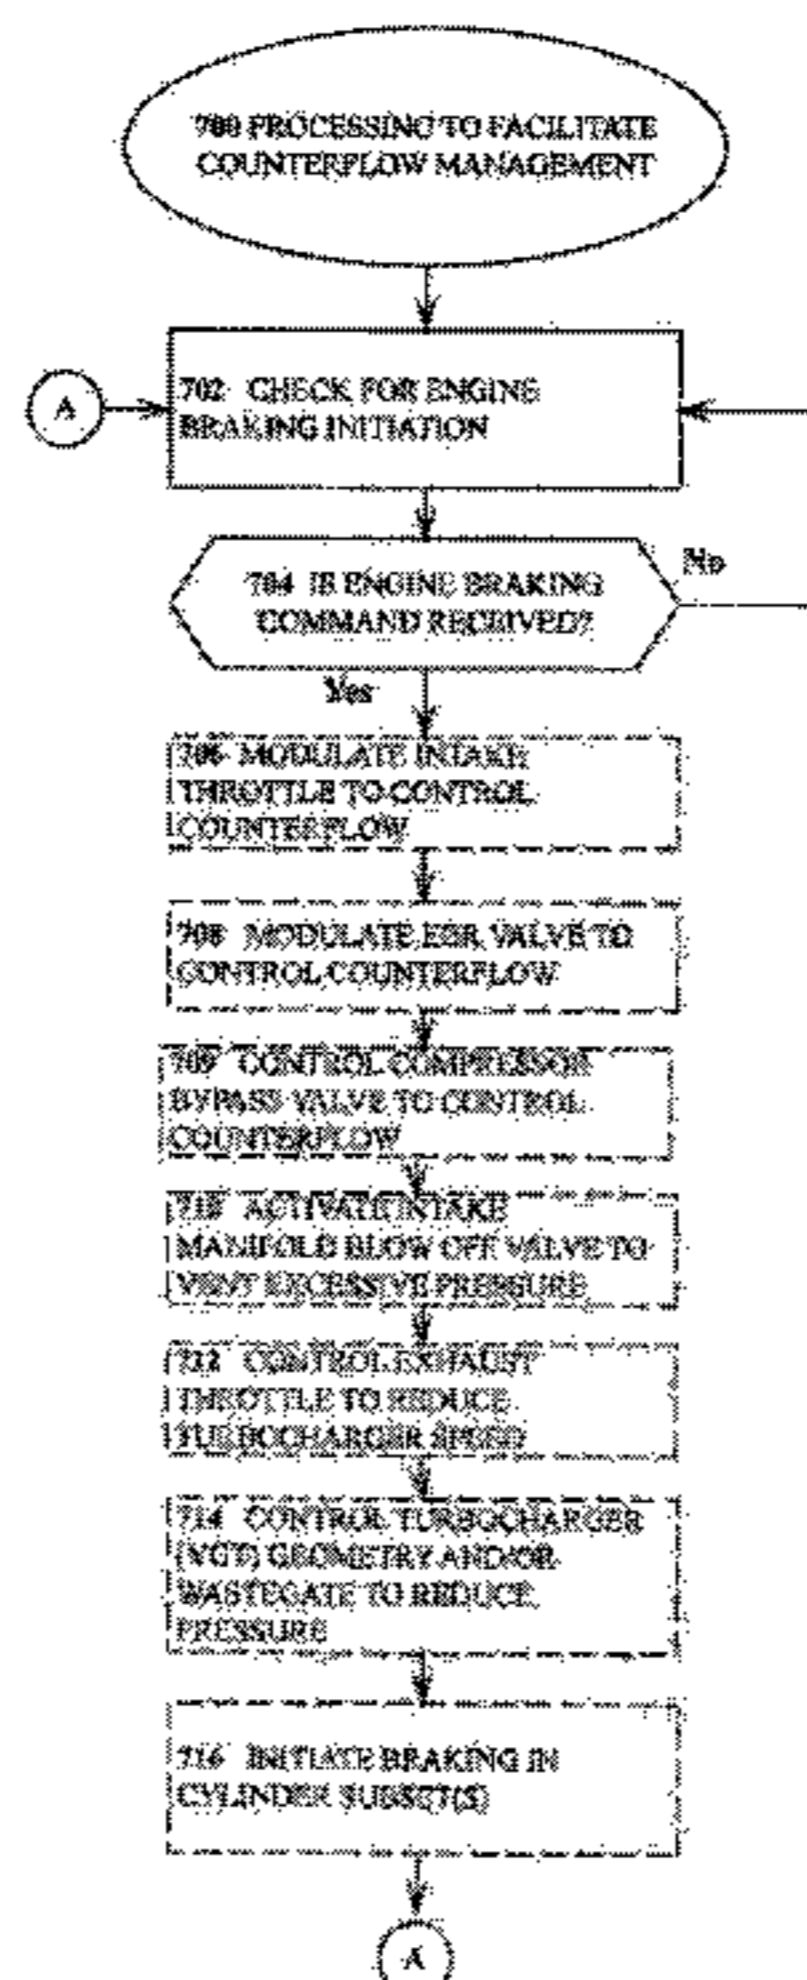 700 PROCESSING TO FACILITATE
COUNTERFLOW MANAGEMENT
A
702 CHECK FOR ENGINE
BRAKING INITIATION
704 IS ENGINE BRAKING
COMMAND RECEIVED?
No
Yes
706 MODULATE INTAKE
THROTTLE TO CONTROL
COUNTERFLOW
708 MODULATE EGR VALVE TO
CONTROL COUNTERFLOW
709 CONTROL COMPRESSOR
BYPASS VALVE TO CONTROL
COUNTERFLOW
710 ACTIVATE INTAKE
MANIFOLD BLOW OFF VALVE TO
VENT EXCESSIVE PRESSURE
712 CONTROL EXHAUST
THROTTLE TO REDUCE
TURBOCHARGER SPEED
714 CONTROL TURBOCHARGER
(VGT) GEOMETRY AND/OR
WASTEGATE TO REDUCE
PRESSURE
716 INITIATE BRAKING IN
CYLINDER SUBSET(S)
A